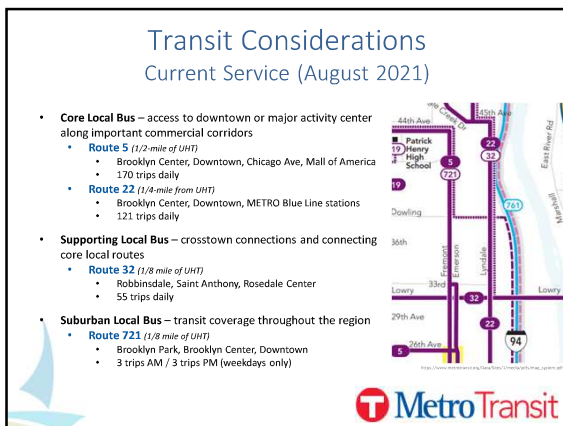 Transit Considerations
Current Service (August 2021)
• Core Local Bus – access to downtown or major activity center
along important commercial corridors
• Route 5 (1/2-mile of UHT)
• Brooklyn Center, Downtown, Chicago Ave, Mall of America
• 170 trips daily
• Route 22 (1/4-mile from UHT)
• Brooklyn Center, Downtown, METRO Blue Line stations
• 121 trips daily
• Supporting Local Bus – crosstown connections and connecting
core local routes
• Route 32 (1/8 mile of UHT)
• Robbinsdale, Saint Anthony, Rosedale Center
• 55 trips daily
• Suburban Local Bus – transit coverage throughout the region
• Route 721 (1/8 mile of UHT)
• Brooklyn Park, Brooklyn Center, Downtown
• 3 trips AM / 3 trips PM (weekdays only)
Creek Dr
45th Ave
44th Ave
19
Patrick
Henry
High
School
5
721
22
32
East River Rd
19
761
Marshall
Dowling
36th
Fremont
Emerson
Lyndale
33rd
Lowry
32
Lowry
29th Ave
22
94
26th Ave
5
MetroTransit